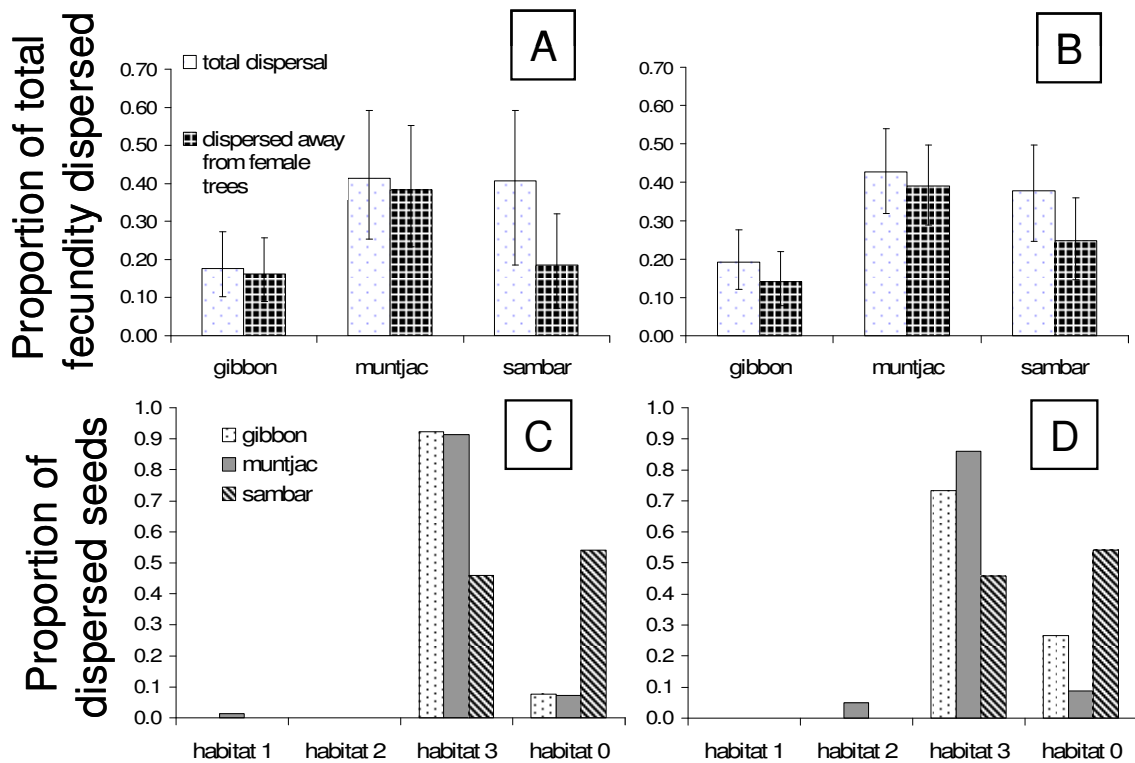 Proportion of total
fecundity dispersed
A
total dispersal
dispersed away
from female
trees
0.70
0.60
0.50
0.40
0.30
0.20
0.10
0.00
gibbon muntjac sambar
B
0.70
0.60
0.50
0.40
0.30
0.20
0.10
0.00
gibbon muntjac sambar
Proportion of
dispersed seeds
C
gibbon
muntjac
sambar
1.0
0.9
0.8
0.7
0.6
0.5
0.4
0.3
0.2
0.1
0.0
habitat 1 habitat 2 habitat 3 habitat 0
D
1.0
0.9
0.8
0.7
0.6
0.5
0.4
0.3
0.2
0.1
0.0
habitat 1 habitat 2 habitat 3 habitat 0